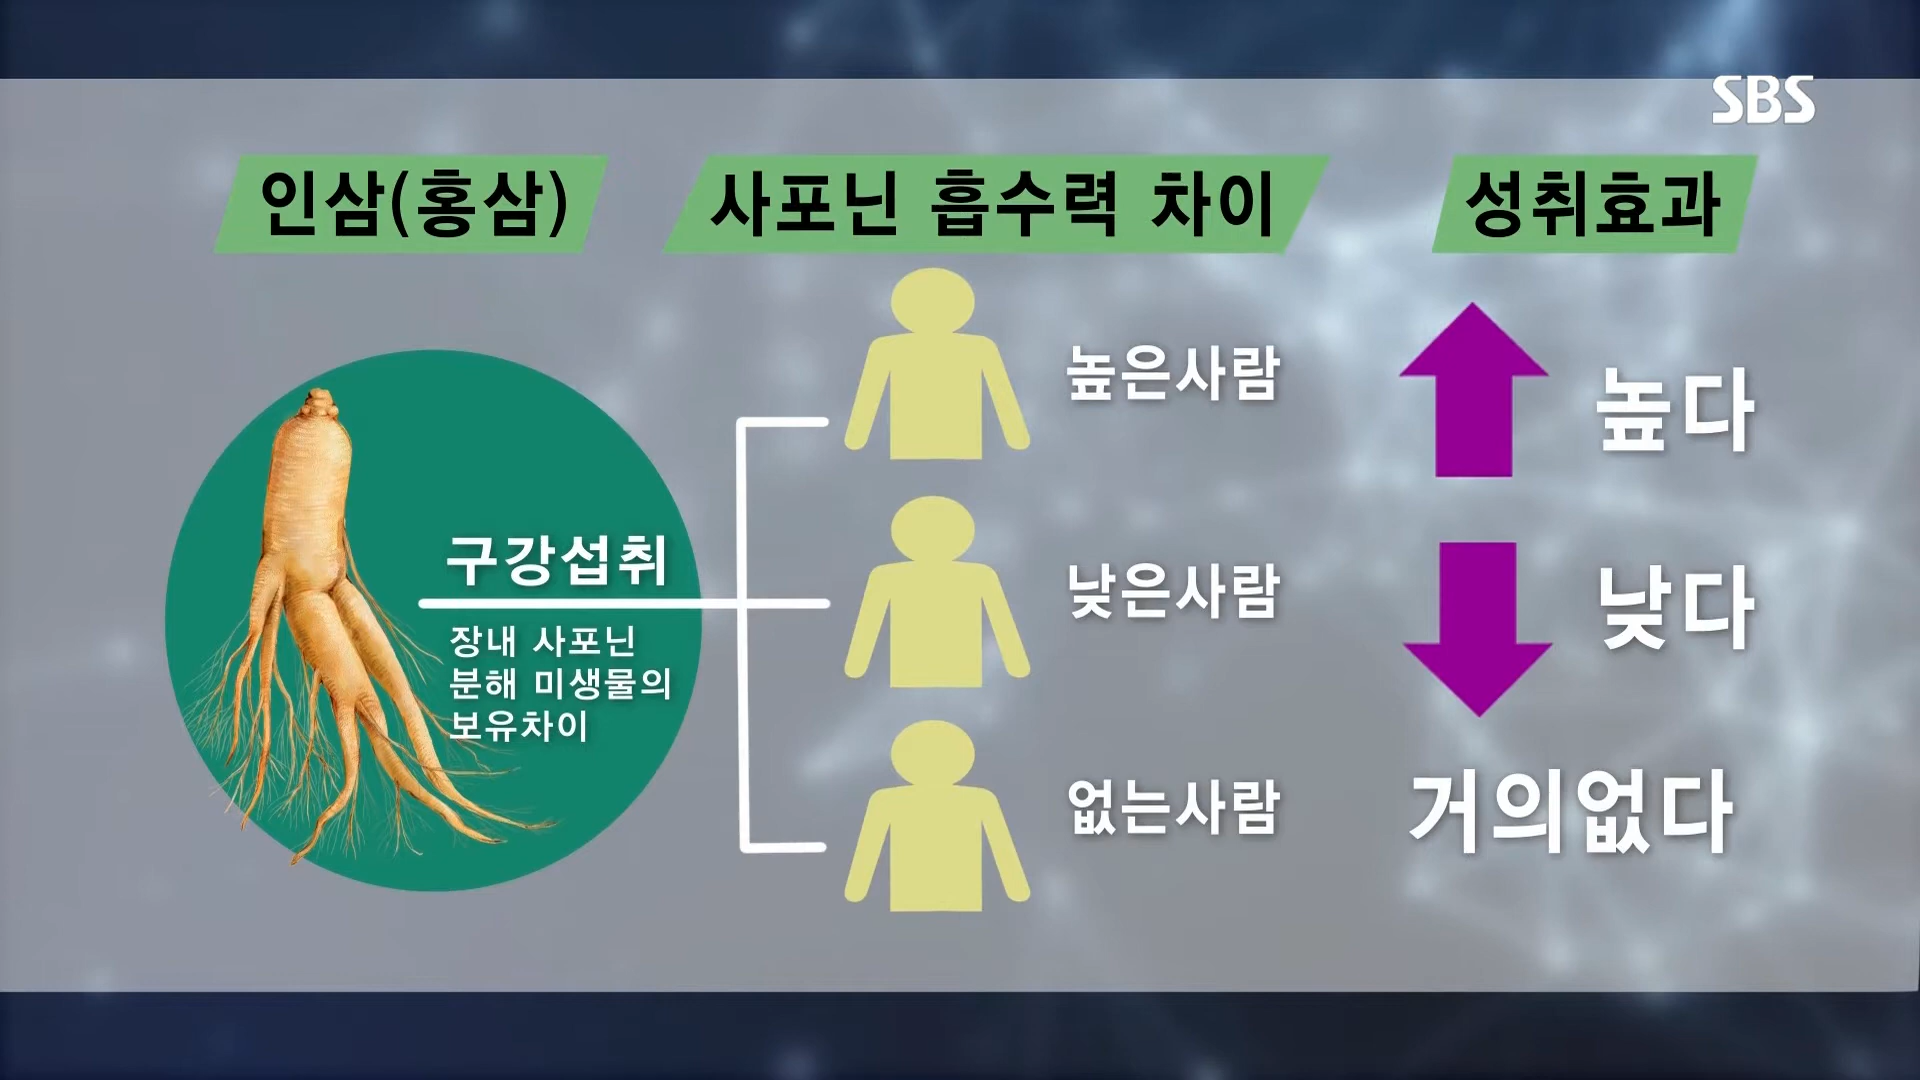 SBS
인삼(홍삼)
사포닌 흡수력 차이
성취효과
구강섭취
장내 사포닌
분해 미생물의
보유차이
높은사람
높다
낮은사람
낮다
없는사람
거의없다